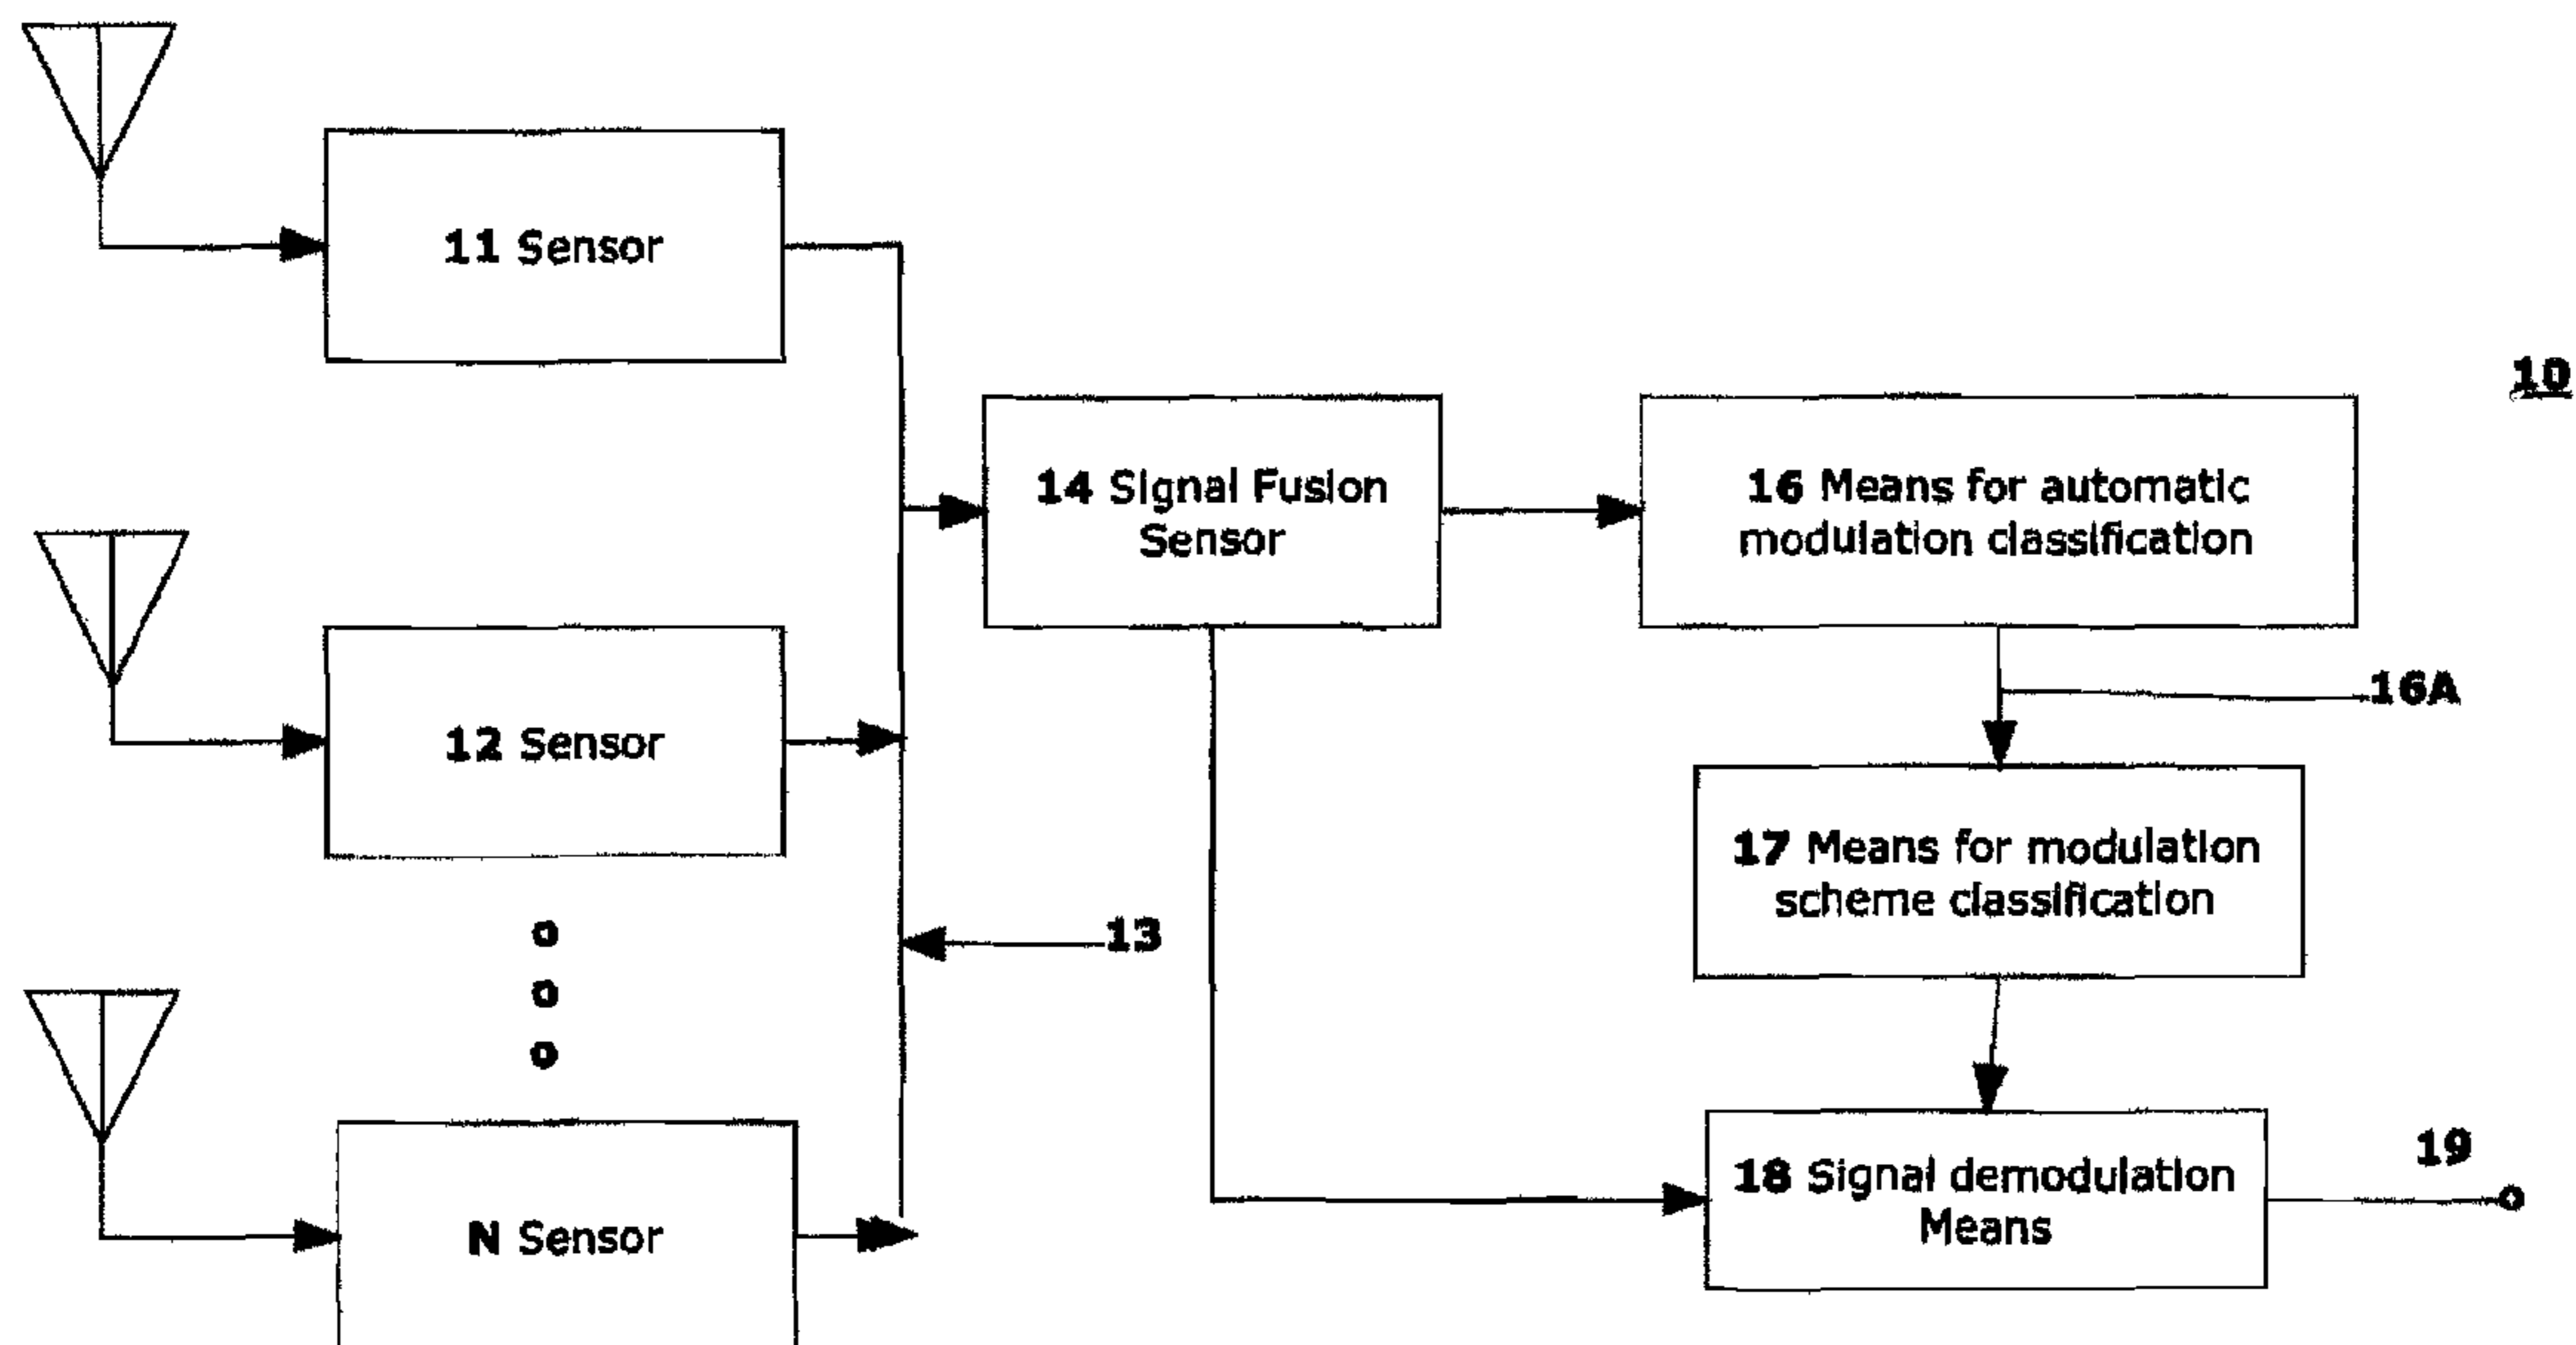 11 Sensor
10
14 Signal Fusion
Sensor
16 Means for automatic
modulation classification
16A
12 Sensor
17 Means for modulation
scheme classification
13
18 Signal demodulation
Means
19
N Sensor